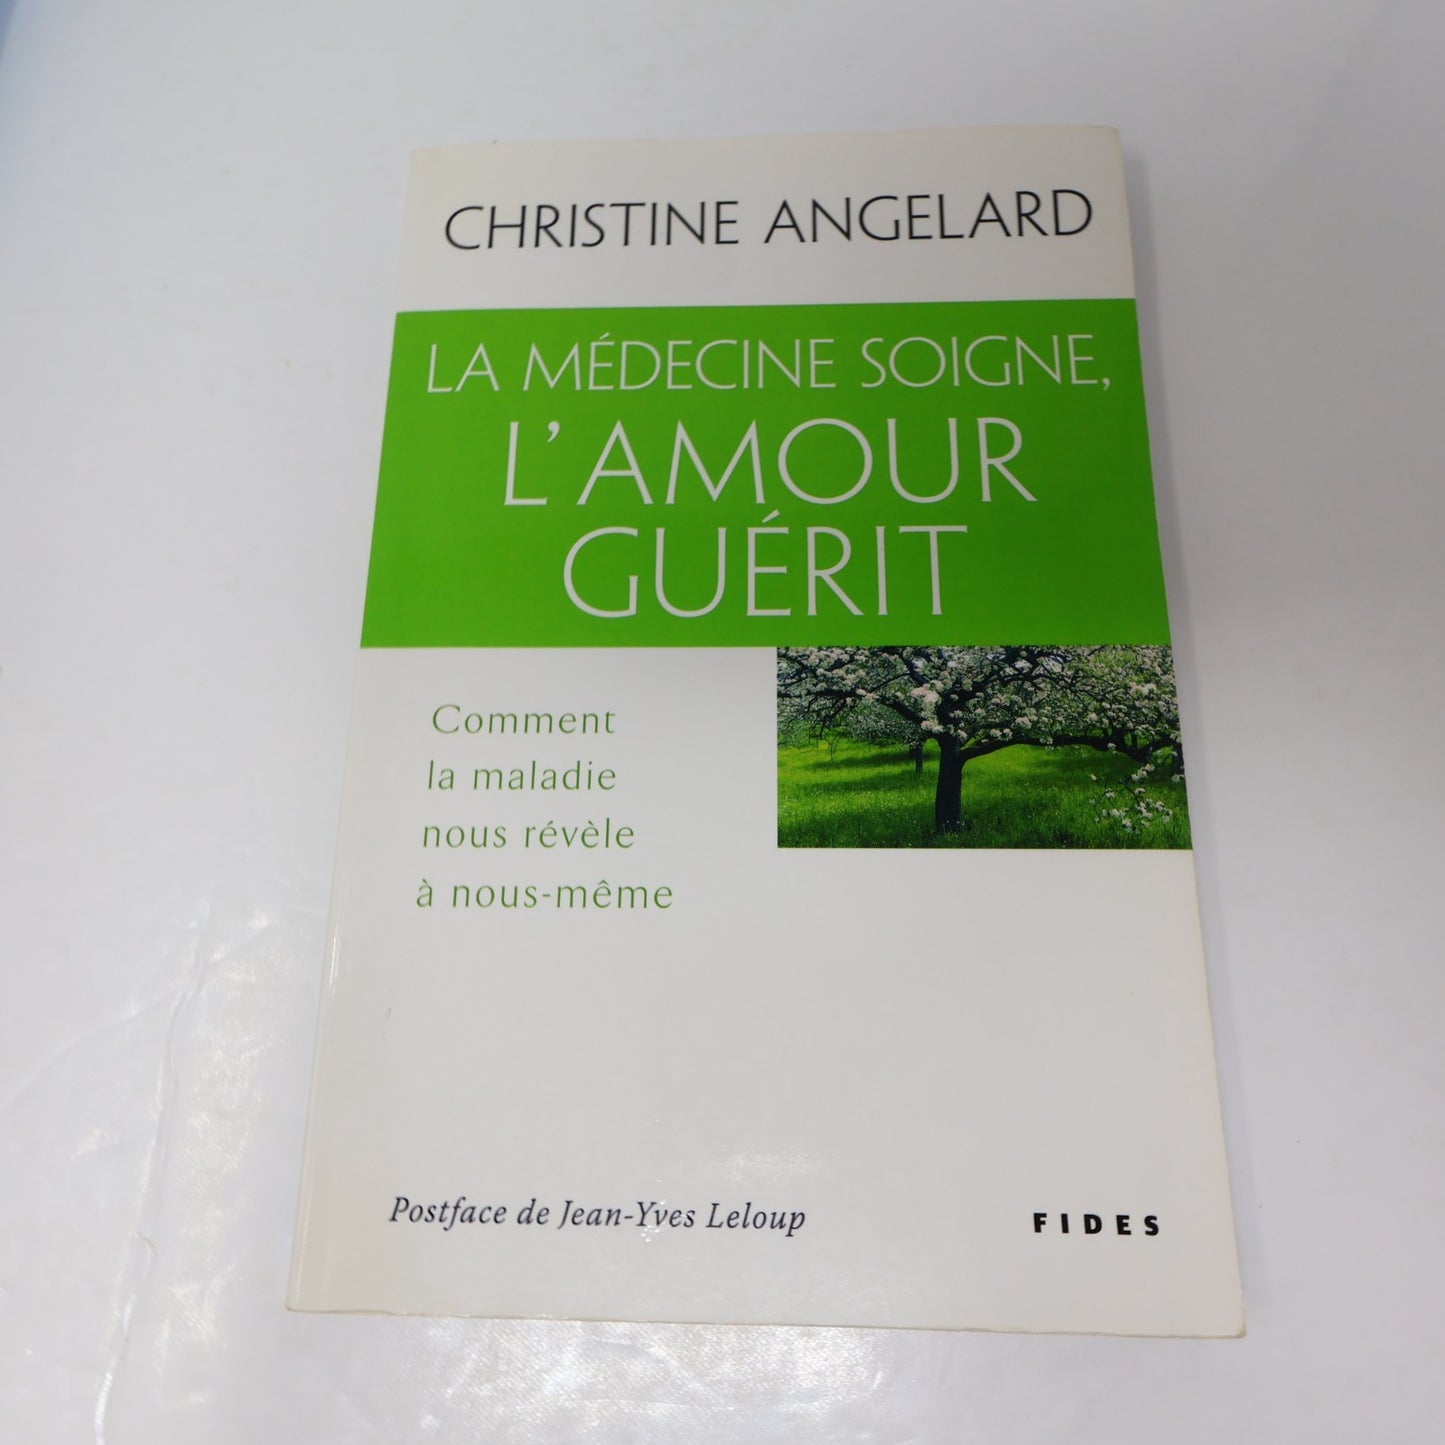 CHRISTINE ANGELARD
LA MÉDECINE SOIGNE,
L'AMOUR
GUÉRIT
Comment
la maladie
nous révèle
à nous-même
Postface de Jean-Yves Leloup
FIDES